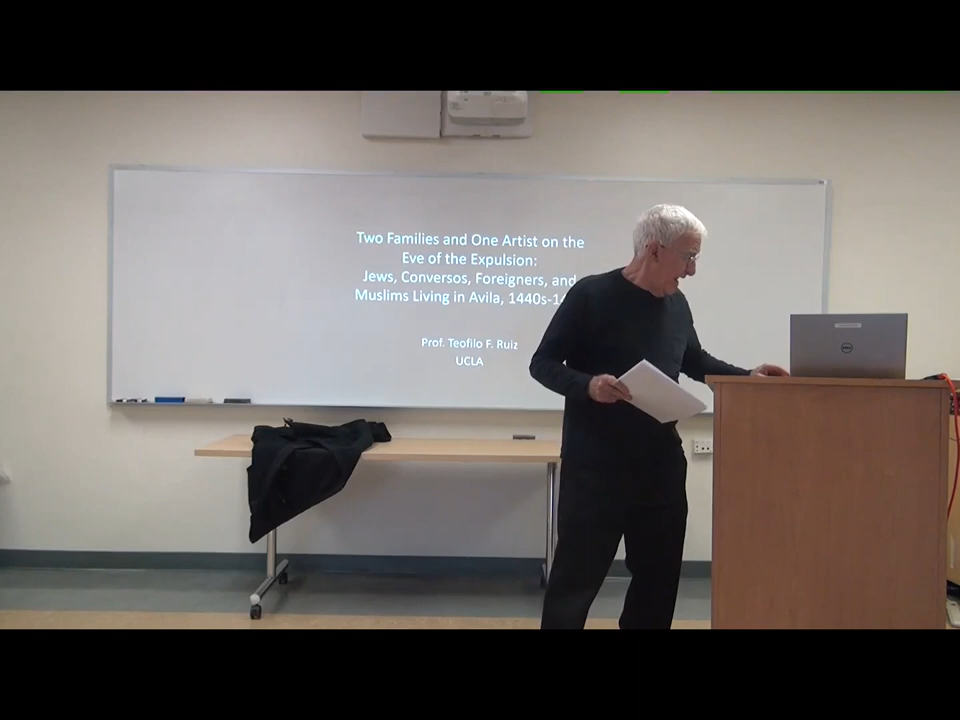 Two Families and One Artist on the
Eve of the Expulsion:
Jews, Conversos, Foreigners, and
Muslims Living in Avila, 1440s-
Prof. Teofilo F. Ruiz
UCLA
DELL